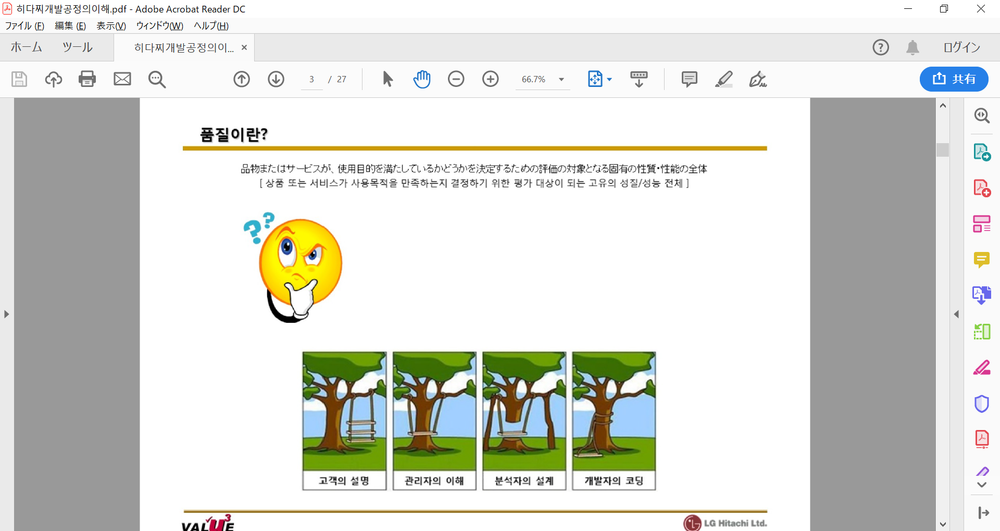 히다찌개발공정의이해.pdf - Adobe Acrobat Reader DC
ファイル (F) 編集 (E) 表示(V) ウィンドウ(W) ヘルプ(H)
ホーム ツール 히다찌개발공정의이... × ? ログイン
3 / 27 66.7% 共有
품질이란?
品物またはサービスが、使用目的を満たしているかどうかを決定するための評価の対象となる固有の性質・性能の全体
[ 상품 또는 서비스가 사용목적을 만족하는지 결정하기 위한 평가 대상이 되는 고유의 성질/성능 전체 ]
? ?
고객의 설명 관리자의 이해 분석자의 설계 개발자의 코딩
VALUE3 LG Hitachi Ltd.